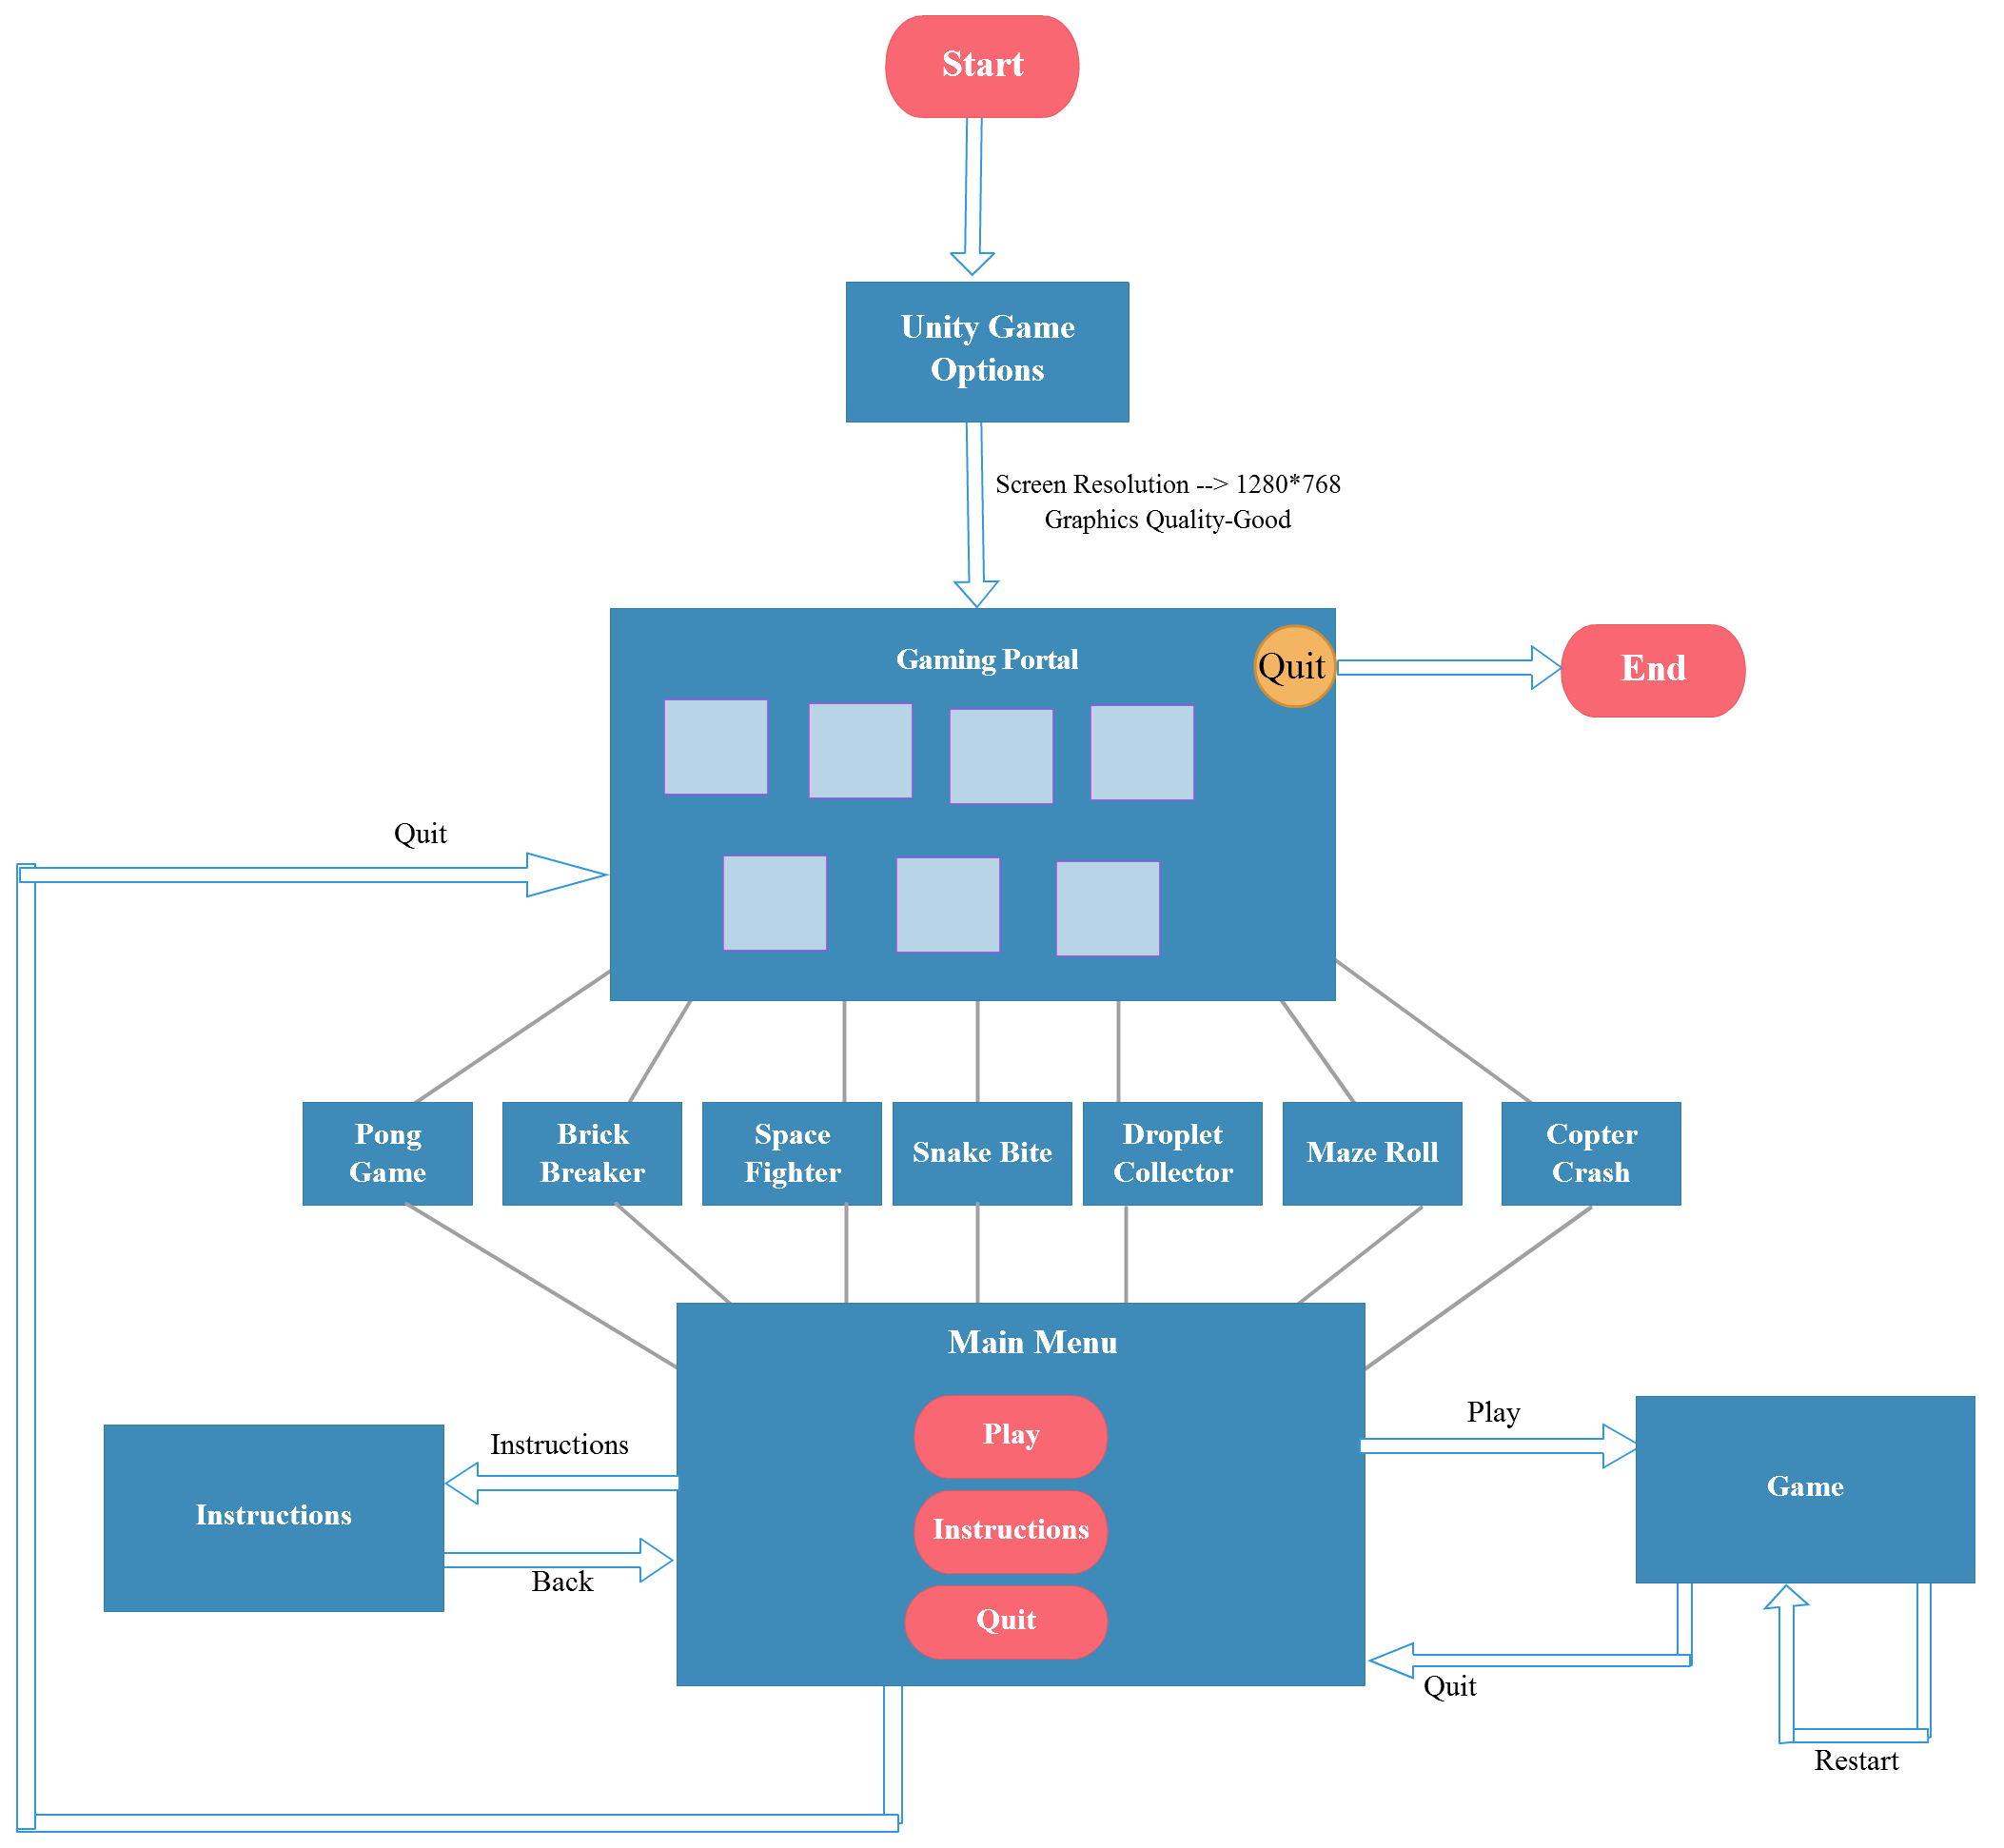 Start
Unity Game
Options
Screen Resolution --> 1280*768
Graphics Quality-Good
Gaming Portal
Quit
End
Quit
Pong
Game
Brick
Breaker
Space
Fighter
Snake Bite
Droplet
Collector
Maze Roll
Copter
Crash
Main Menu
Play
Instructions
Quit
Instructions
Instructions
Back
Play
Game
Quit
Restart